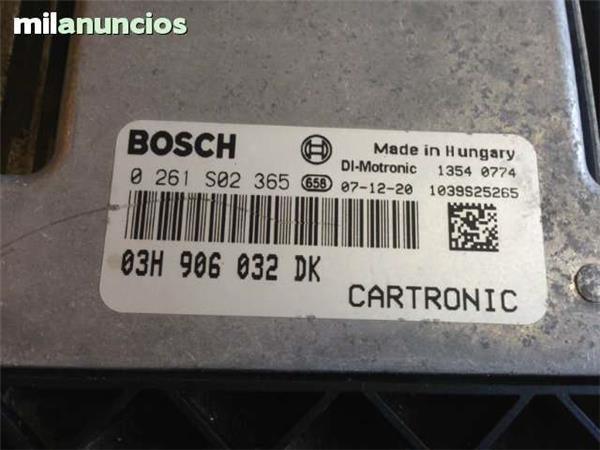 milanuncios
BOSCH
Made in Hungary
DI-Motronic 1354 0774
0 261 S02 365 658 07-12-20 1039S25265
03H 906 032 DK
CARTRONIC